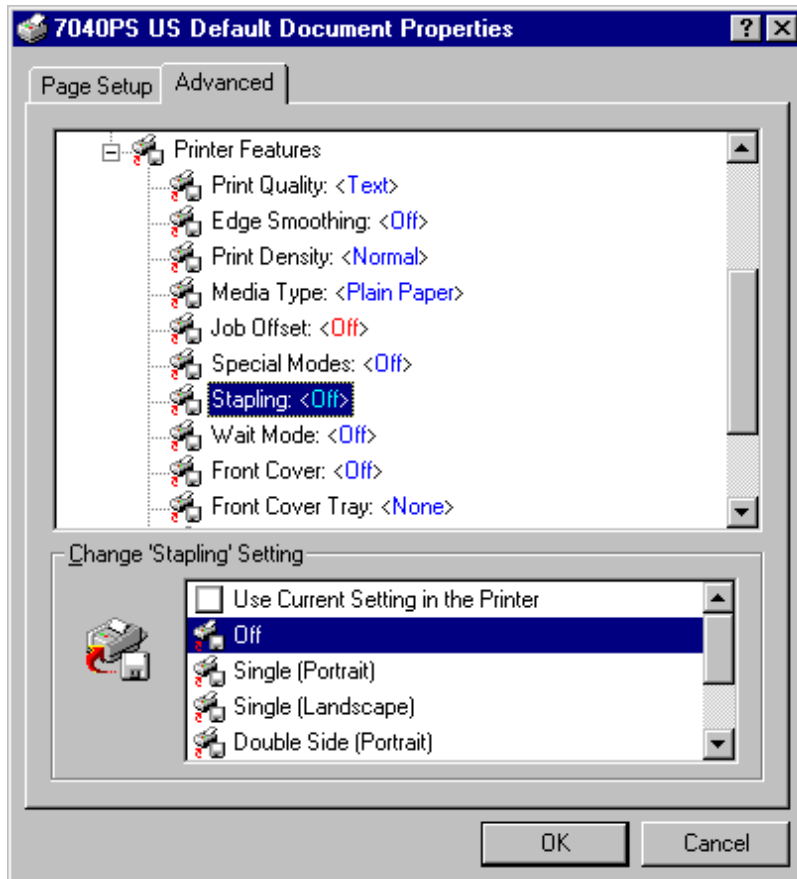 7040PS US Default Document Properties
Page Setup
Advanced
Printer Features
Print Quality: <Text>
Edge Smoothing: <Off>
Print Density: <Normal>
Media Type: <Plain Paper>
Job Offset: <Off>
Special Modes: <Off>
Stapling: <Off>
Wait Mode: <Off>
Front Cover: <Off>
Front Cover Tray: <None>
Change 'Stapling' Setting
Use Current Setting in the Printer
Off
Single (Portrait)
Single (Landscape)
Double Side (Portrait)
OK
Cancel